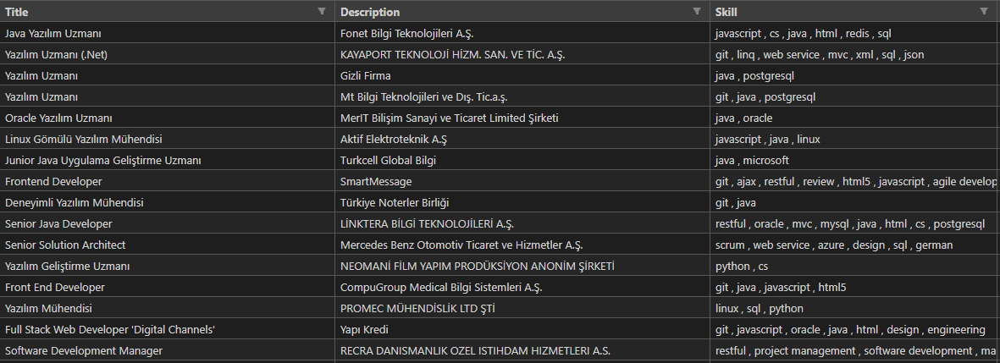 Title Description Skill
Java Yazılım Uzmanı Fonet Bilgi Teknolojileri A.Ş. javascript , cs , java , html , redis , sql
Yazılım Uzmanı (.Net) KAYAPORT TEKNOLOJİ HİZM. SAN. VE TİC. A.Ş. git , linq , web service , mvc , xml , sql , json
Yazılım Uzmanı Gizli Firma java , postgresql
Yazılım Uzmanı Mt Bilgi Teknolojileri ve Dış. Tic.a.ş. git , java , postgresql
Oracle Yazılım Uzmanı MerIT Bilişim Sanayi ve Ticaret Limited Şirketi java , oracle
Linux Gömülü Yazılım Mühendisi Aktif Elektroteknik A.Ş javascript , java , linux
Junior Java Uygulama Geliştirme Uzmanı Turkcell Global Bilgi java , microsoft
Frontend Developer SmartMessage git , ajax , restful , review , html5 , javascript , agile develop
Deneyimli Yazılım Mühendisi Türkiye Noterler Birliği git , java
Senior Java Developer LİNKTERA BİLGİ TEKNOLOJİLERİ A.Ş. restful , oracle , mvc , mysql , java , html , cs , postgresql
Senior Solution Architect Mercedes Benz Otomotiv Ticaret ve Hizmetler A.Ş. scrum , web service , azure , design , sql , german
Yazılım Geliştirme Uzmanı NEOMANİ FİLM YAPIM PRODÜKSİYON ANONİM ŞİRKETİ python , cs
Front End Developer CompuGroup Medical Bilgi Sistemleri A.Ş. git , java , javascript , html5
Yazılım Mühendisi PROMEC MÜHENDİSLİK LTD ŞTİ linux , sql , python
Full Stack Web Developer 'Digital Channels' Yapı Kredi git , javascript , oracle , java , html , design , engineering
Software Development Manager RECRA DANISMANLIK OZEL ISTIHDAM HIZMETLERI A.S. restful , project management , software development , ma